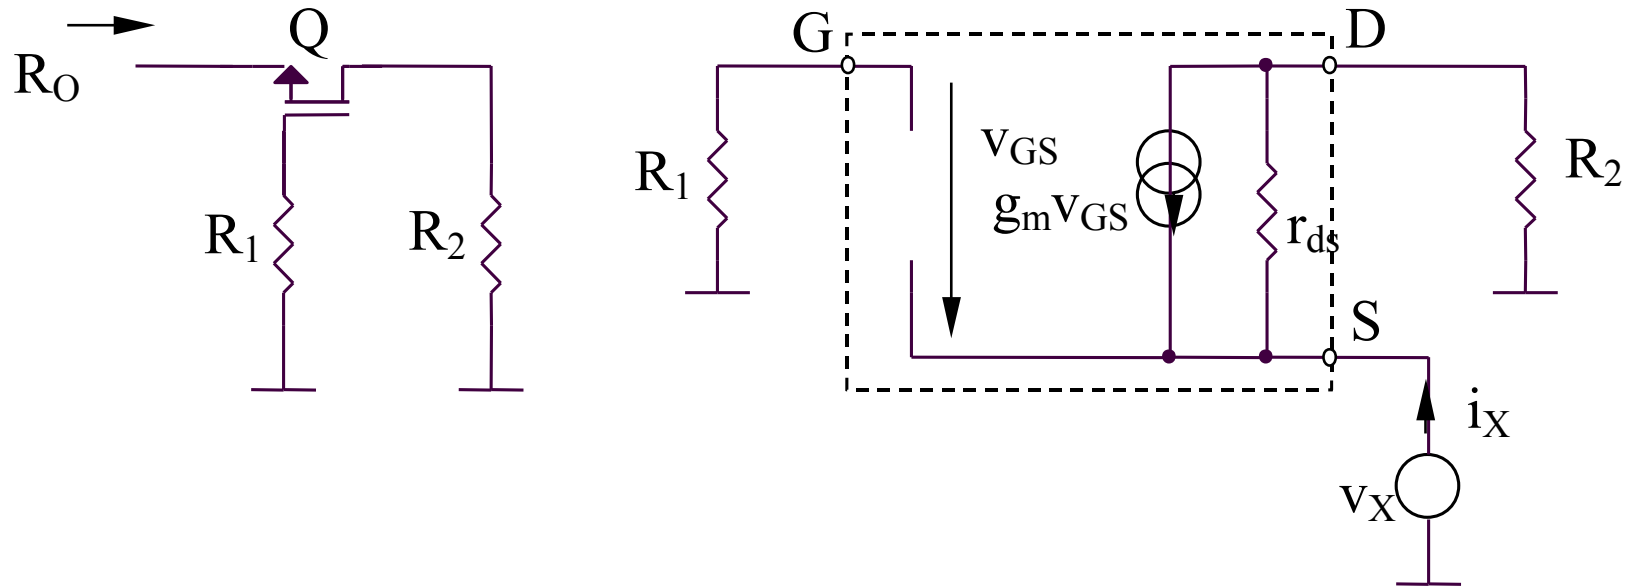 Q
R_O
R_1
R_2
G
D
v_GS
g_m v_GS
r_ds
R_1
R_2
S
i_X
v_X